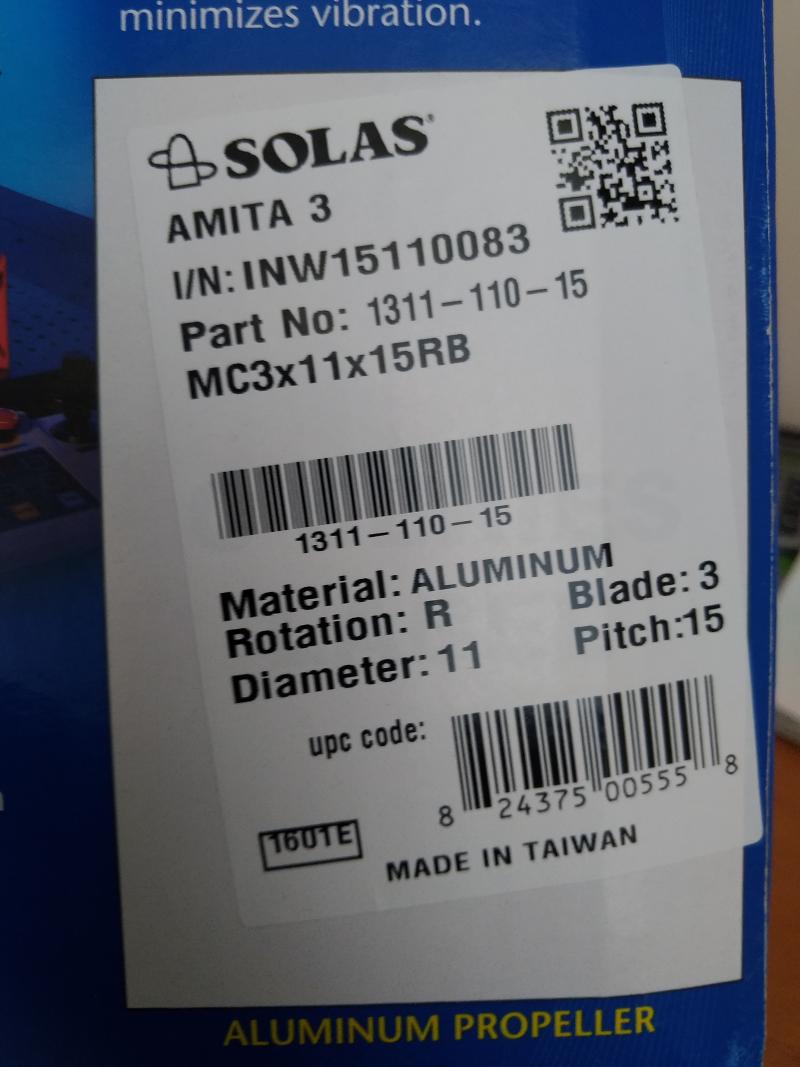 minimizes vibration.
SOLAS®
AMITA 3
I/N: INW15110083
Part No: 1311-110-15
MC3x11x15RB
1311-110-15
Material: ALUMINUM
Rotation: R Blade: 3
Diameter: 11 Pitch:15
upc code:
8 24375 00555 8
1601E
MADE IN TAIWAN
ALUMINUM PROPELLER